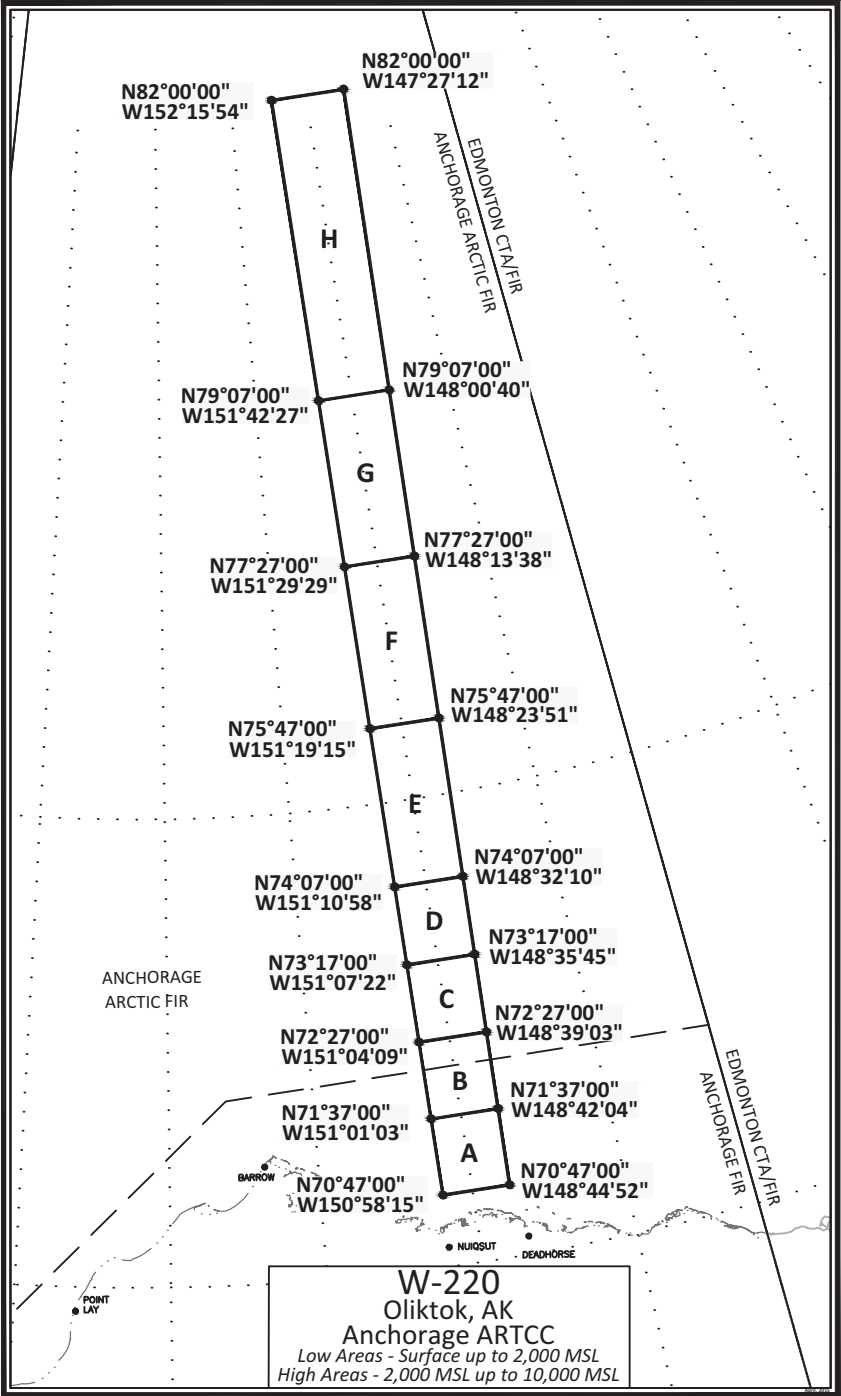 N82°00'00"
W147°27'12"
N82°00'00"
W152°15'54"
EDMONTON CTA/FIR
ANCHORAGE ARCTIC FIR
H
N79°07'00"
W148°00'40"
N79°07'00"
W151°42'27"
G
N77°27'00"
W148°13'38"
N77°27'00"
W151°29'29"
F
N75°47'00"
W148°23'51"
N75°47'00"
W151°19'15"
E
N74°07'00"
W148°32'10"
N74°07'00"
W151°10'58"
D
N73°17'00"
W148°35'45"
N73°17'00"
W151°07'22"
ANCHORAGE
ARCTIC FIR
C
N72°27'00"
W148°39'03"
N72°27'00"
W151°04'09"
B
EDMONTON CTA/FIR
ANCHORAGE FIR
N71°37'00"
W148°42'04"
N71°37'00"
W151°01'03"
A
N70°47'00"
W148°44'52"
BARROW
N70°47'00"
W150°58'15"
NUIQSUT
DEADHORSE
POINT
LAY
W-220
Oliktok, AK
Anchorage ARTCC
Low Areas - Surface up to 2,000 MSL
High Areas - 2,000 MSL up to 10,000 MSL